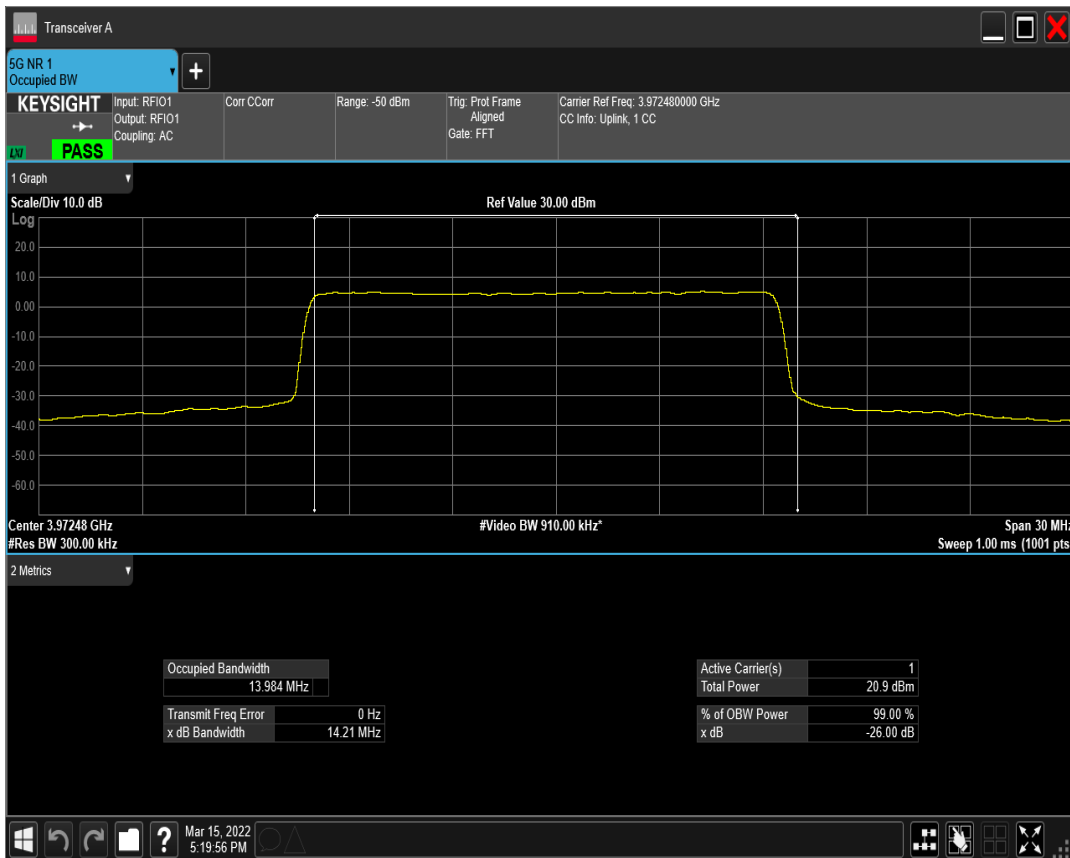 Transceiver A
5G NR 1
Occupied BW
+
KEYSIGHT
LXI
PASS
Input: RFIO1
Output: RFIO1
Coupling: AC
Corr CCorr
Range: -50 dBm
Trig: Prot Frame
Aligned
Gate: FFT
Carrier Ref Freq: 3.972480000 GHz
CC Info: Uplink, 1 CC
1 Graph
Scale/Div 10.0 dB
Ref Value 30.00 dBm
Log
20.0
10.0
0.00
-10.0
-20.0
-30.0
-40.0
-50.0
-60.0
Center 3.97248 GHz
#Video BW 910.00 kHz*
Span 30 MHz
#Res BW 300.00 kHz
Sweep 1.00 ms (1001 pts
2 Metrics
Occupied Bandwidth
13.984 MHz
Transmit Freq Error 0 Hz
x dB Bandwidth 14.21 MHz
Active Carrier(s) 1
Total Power 20.9 dBm
% of OBW Power 99.00 %
x dB -26.00 dB
?
Mar 15, 2022
5:19:56 PM